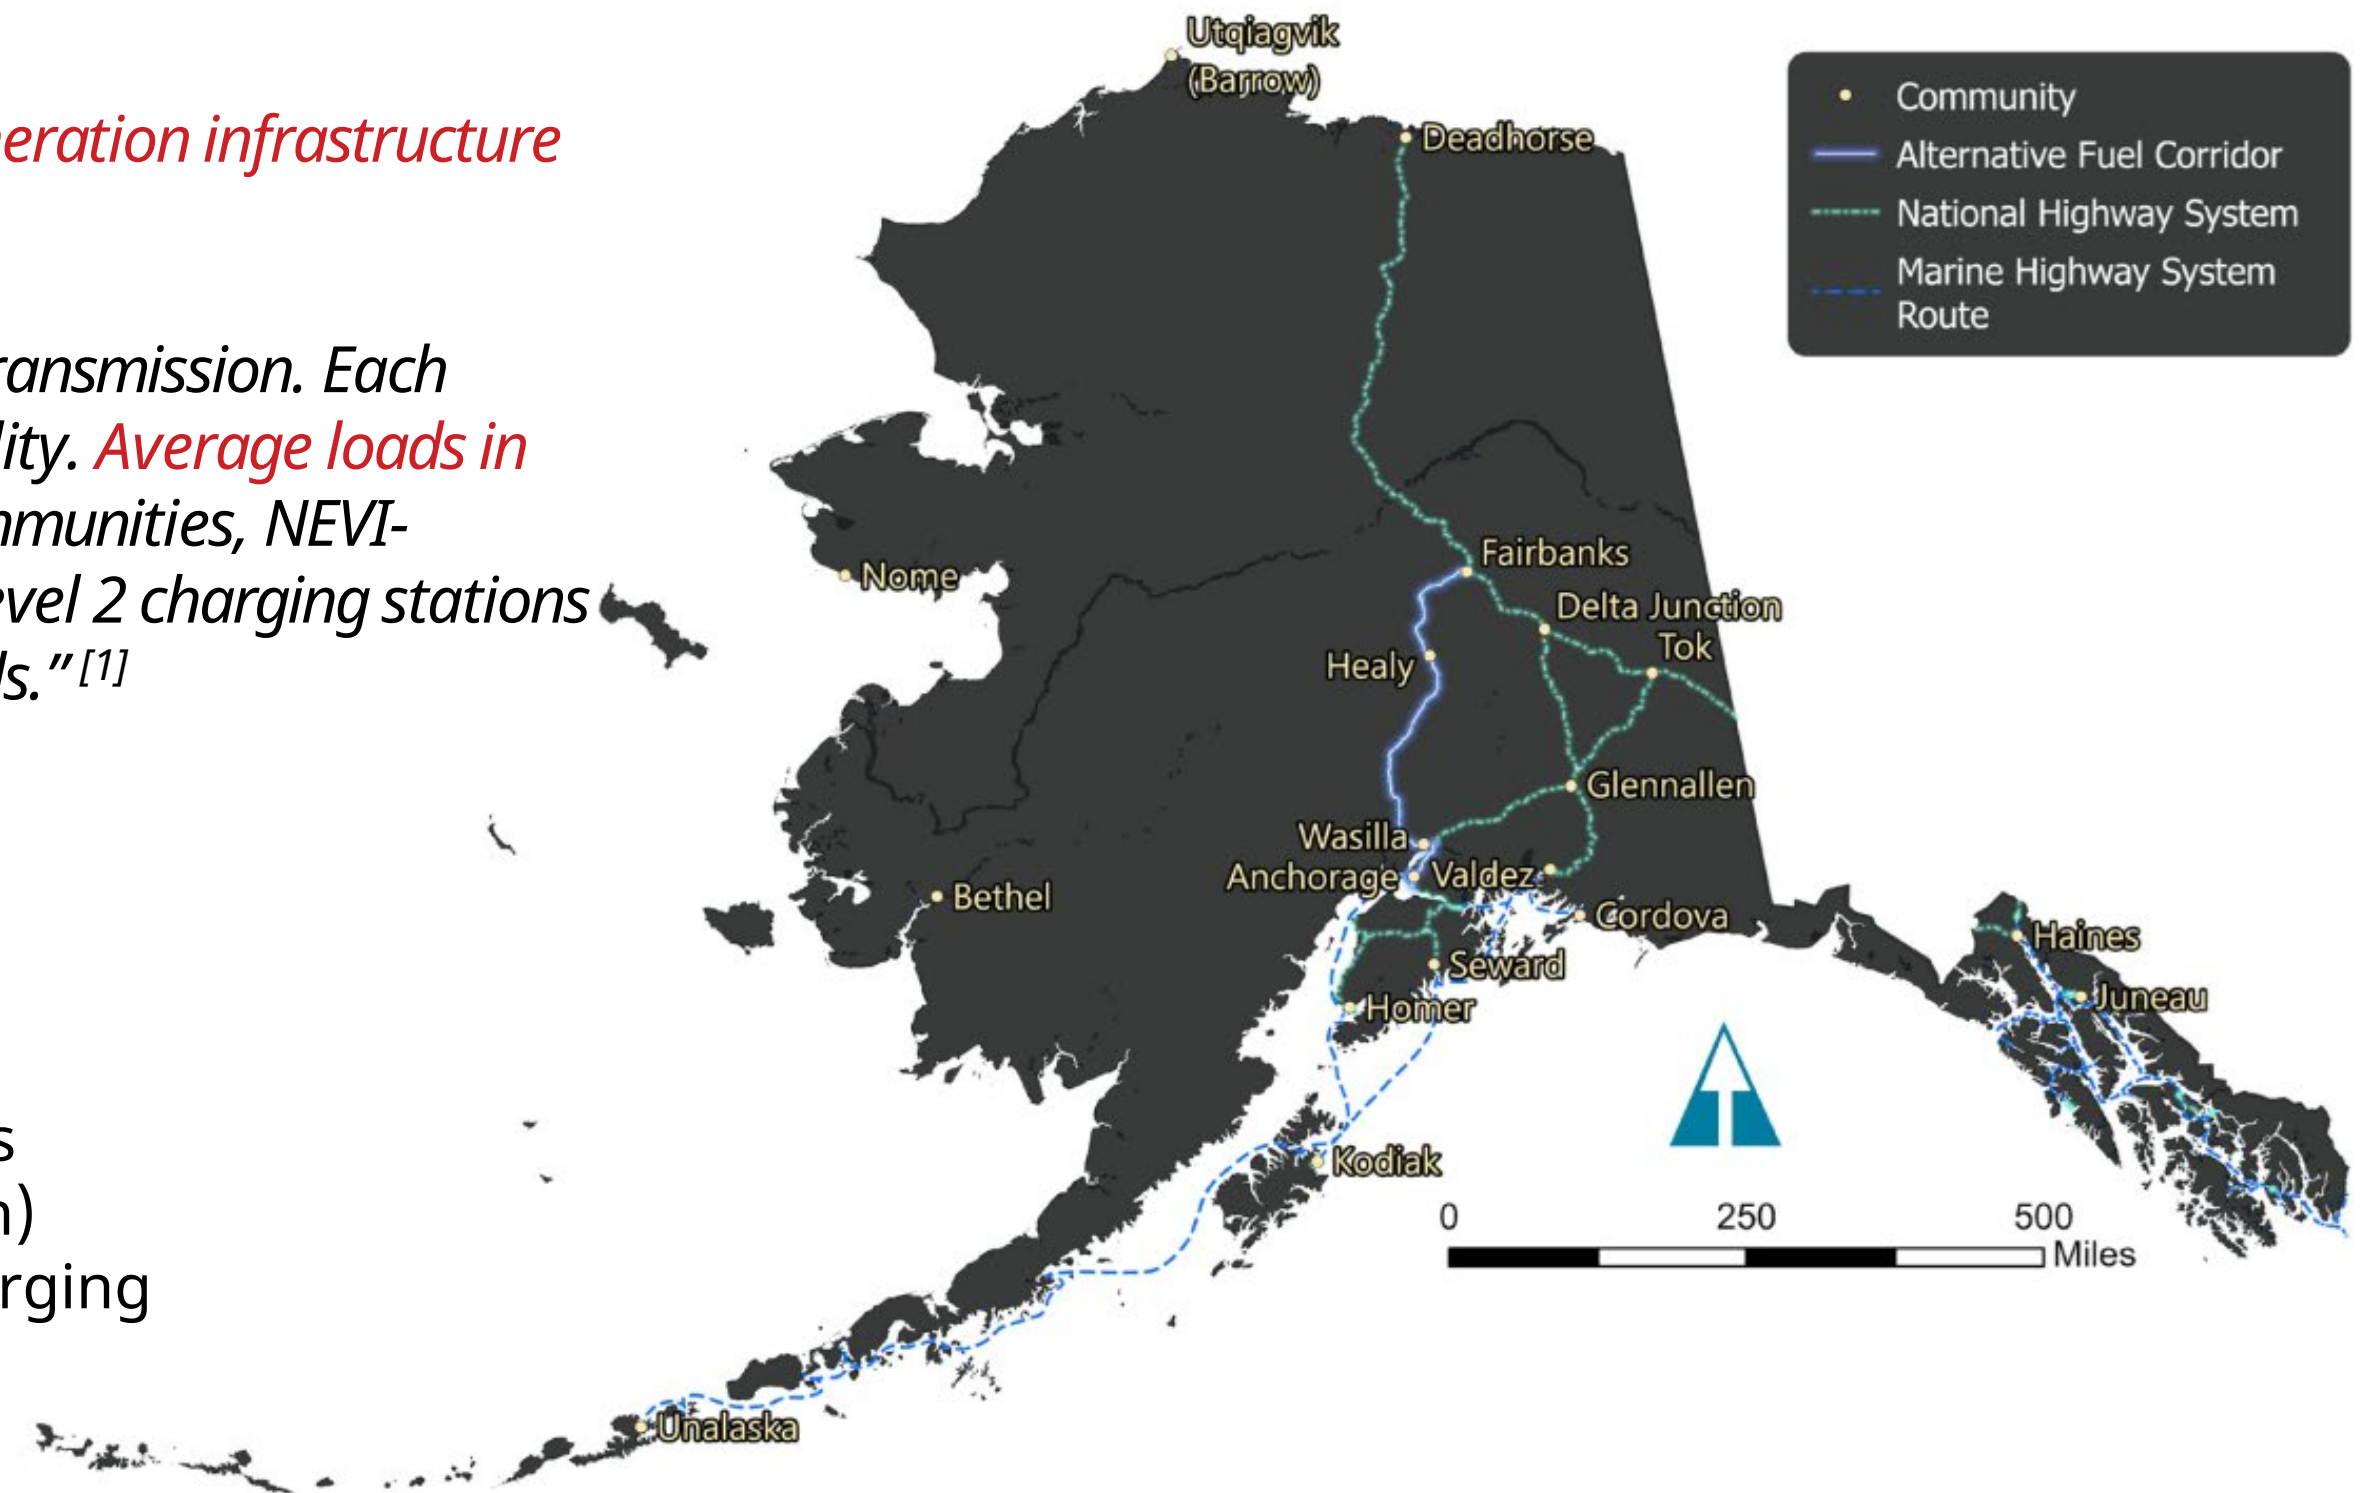 eration infrastructure
ransmission. Each
lity. Average loads in
munities, NEVI-
evel 2 charging stations
ds.” [1]
s
n)
rging
Utqiagvik
(Barrow)
Deadhorse
Community
Alternative Fuel Corridor
National Highway System
Marine Highway System
Route
Fairbanks
Nome
Delta Junction
Tok
Healy
Glennallen
Wasilla
Anchorage
Valdez
Bethel
Cordova
Haines
Seward
Juneau
Homer
Kodiak
0 250 500
Miles
Unalaska